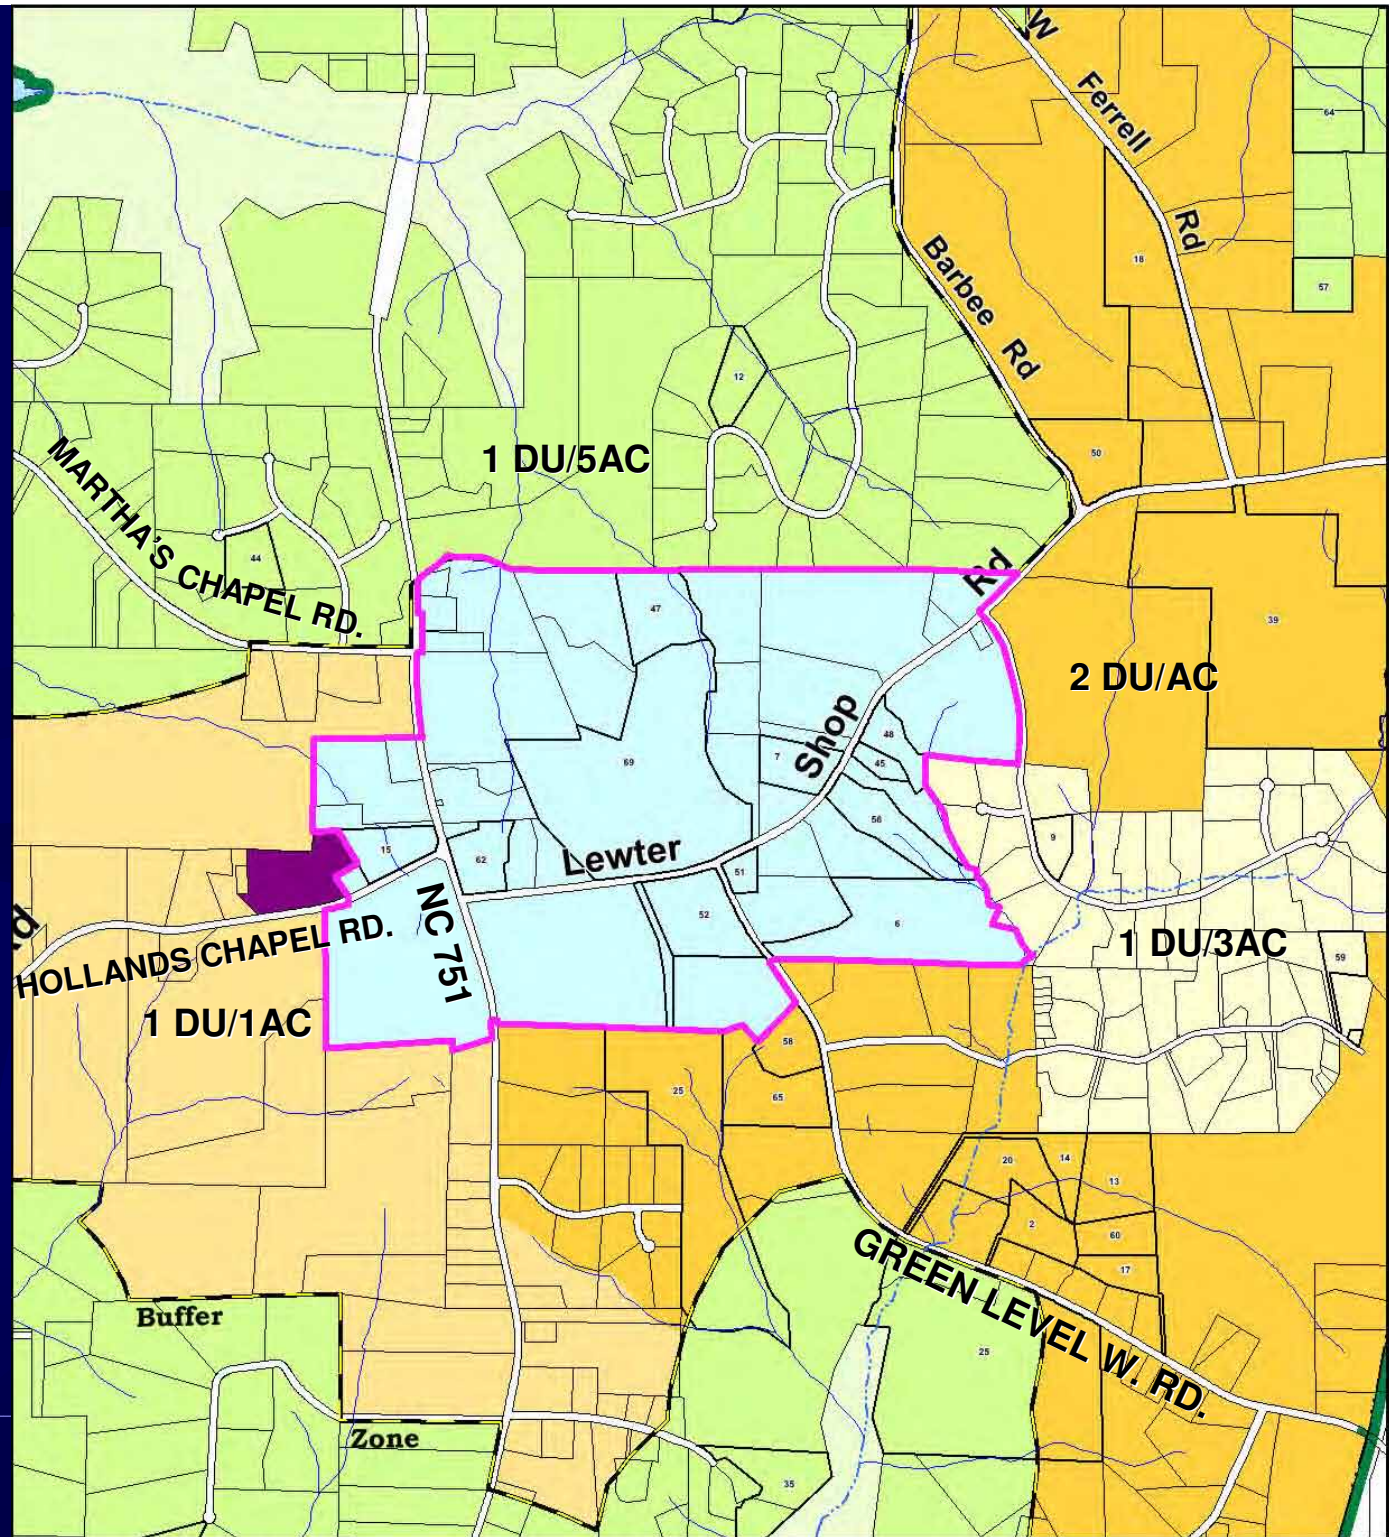 W
Ferrell
Rd
64
18
57
Barbee Rd
12
1 DU/5AC
50
MARTHA'S CHAPEL RD.
44
Rd
47
39
2 DU/AC
Shop
48
7
45
69
56
9
15
62
Lewter
51
NC 751
52
6
Rd
HOLLANDS CHAPEL RD.
1 DU/3AC
59
1 DU/1AC
58
25
65
20
14
13
2
60
17
GREEN LEVEL W. RD.
Buffer
25
Zone
35